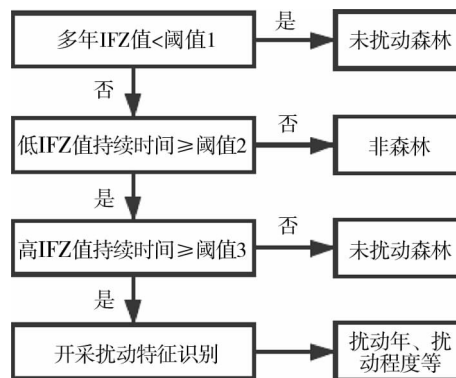 多年IFZ值<阈值1
是
未扰动森林
否
低IFZ值持续时间≥阈值2
否
非森林
是
高IFZ值持续时间≥阈值3
否
未扰动森林
是
开采扰动特征识别
扰动年、扰
动程度等